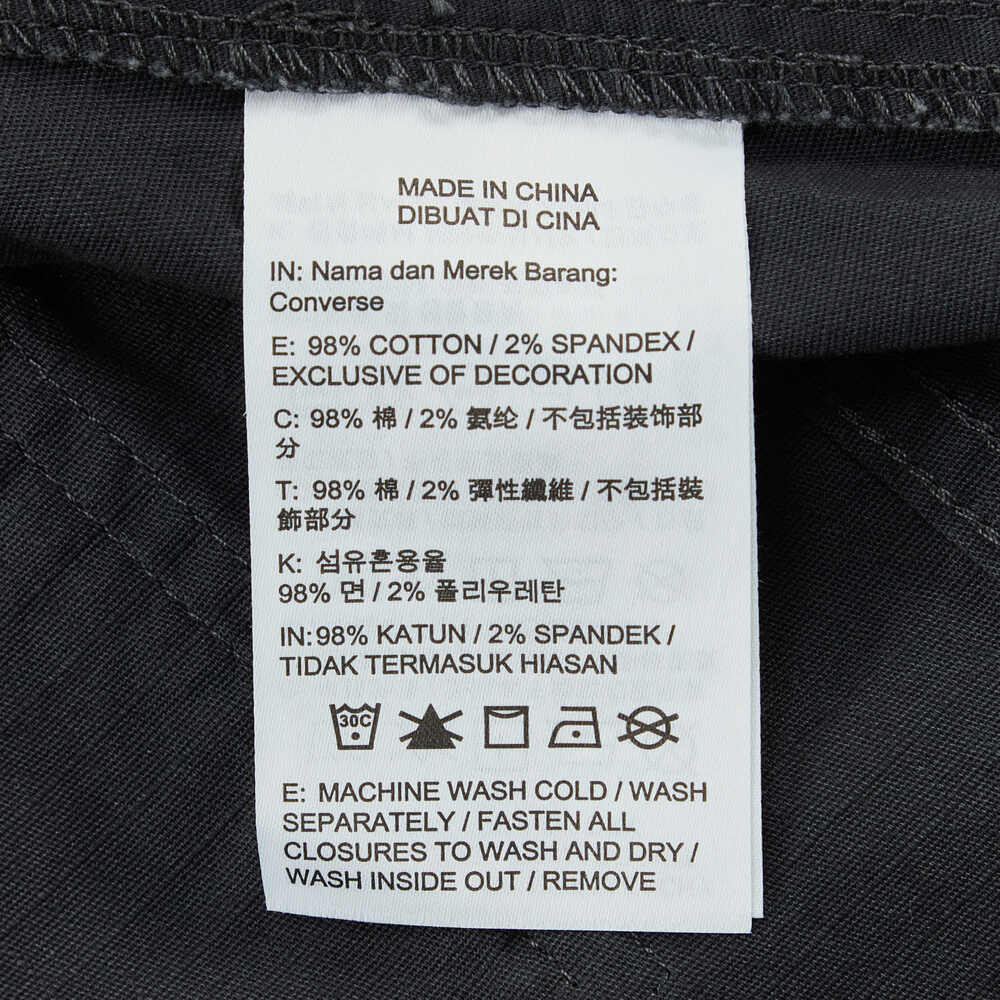 MADE IN CHINA
DIBUAT DI CINA
IN: Nama dan Merek Barang:
Converse
E: 98% COTTON / 2% SPANDEX /
EXCLUSIVE OF DECORATION
C: 98% 棉 / 2% 氨纶 / 不包括装饰部
分
T: 98% 棉 / 2% 彈性纖維 / 不包括裝
飾部分
K: 섬유혼용율
98% 면 / 2% 폴리우레탄
IN: 98% KATUN / 2% SPANDEK /
TIDAK TERMASUK HIASAN
30C
E: MACHINE WASH COLD / WASH
SEPARATELY / FASTEN ALL
CLOSURES TO WASH AND DRY /
WASH INSIDE OUT / REMOVE